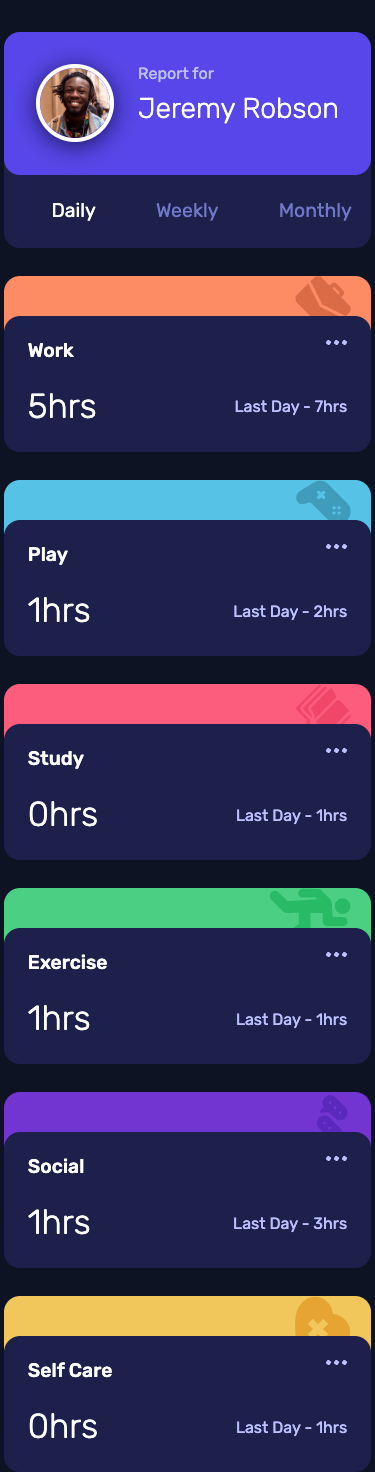 Report for
Jeremy Robson
Daily Weekly Monthly
Work
5hrs Last Day - 7hrs
Play
1hrs Last Day - 2hrs
Study
0hrs Last Day - 1hrs
Exercise
1hrs Last Day - 1hrs
Social
1hrs Last Day - 3hrs
Self Care
0hrs Last Day - 1hrs